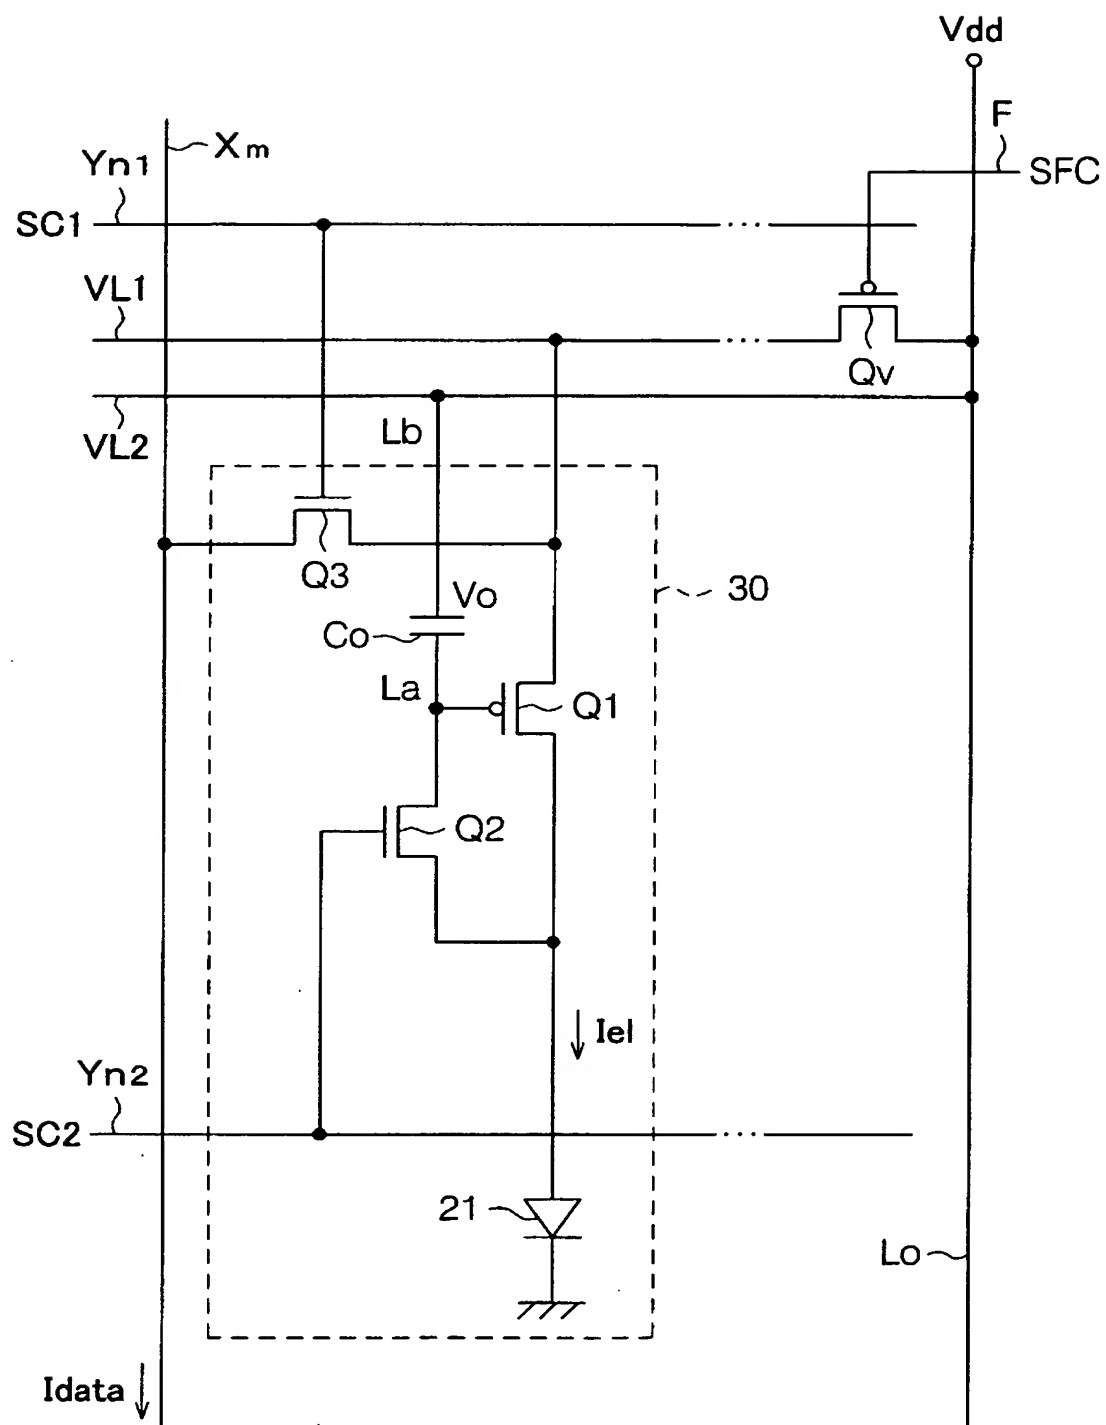 Vdd
F
SFC
Xm
Yn1
SC1
VL1
Qv
VL2
Lb
Q3
30
Vo
Co
La
Q1
Q2
Iel
Yn2
SC2
21
Lo
Idata